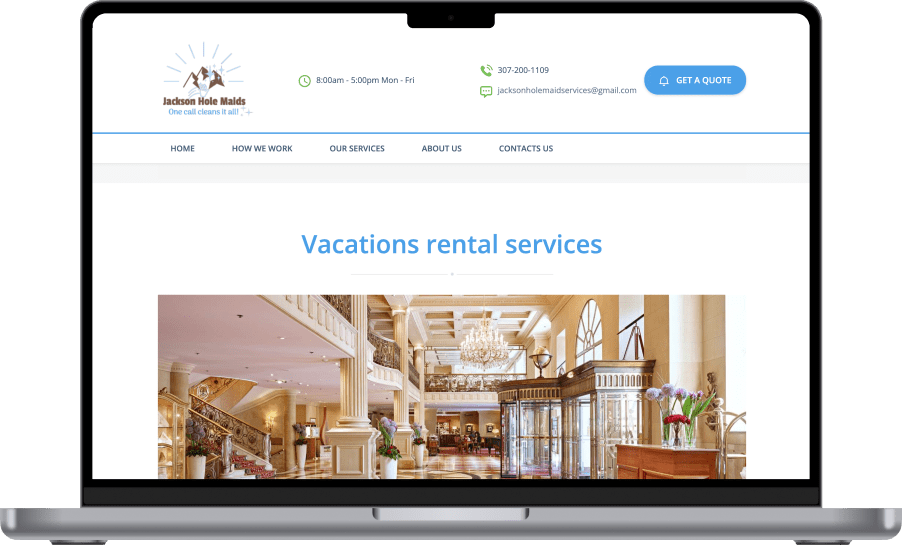 Jackson Hole Maids
One call cleans it all!
8:00am - 5:00pm Mon - Fri
307-200-1109
jacksonholemaidservices@gmail.com
GET A QUOTE
HOME
HOW WE WORK
OUR SERVICES
ABOUT US
CONTACTS US
Vacations rental services